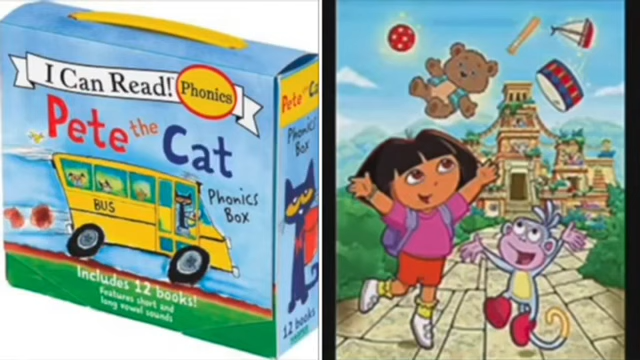 I Can Read!
Phonics
Pete the Cat
Phonics Box
BUS
Includes 12 books!
Features short and
long vowel sounds
Pete the Cat
Phonics
Box
12 books